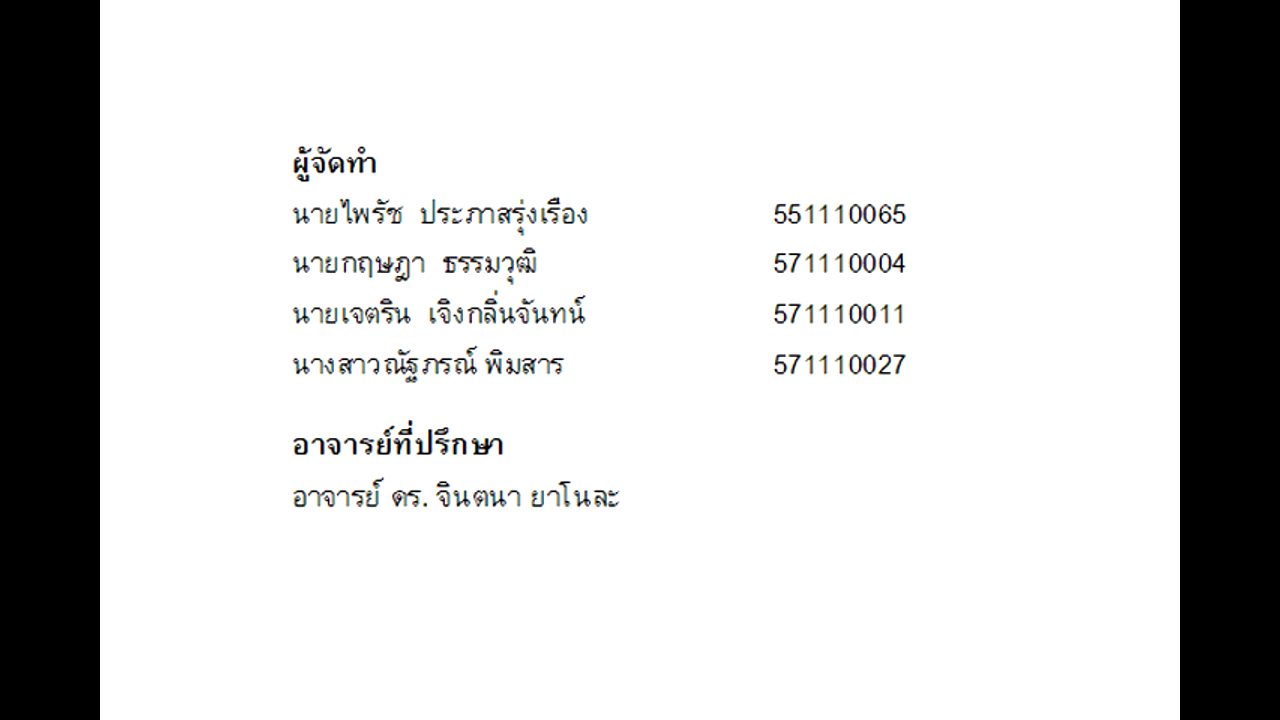 ผู้จัดทำ
นายไพรัช ประภาสรุ่งเรือง 551110065
นายกฤษฎา ธรรมวุฒิ 571110004
นายเจตริน เจิงกลิ่นจันทน์ 571110011
นางสาวณัฐภรณ์ พิมสาร 571110027
อาจารย์ที่ปรึกษา
อาจารย์ ดร. จินตนา ยาโนละ